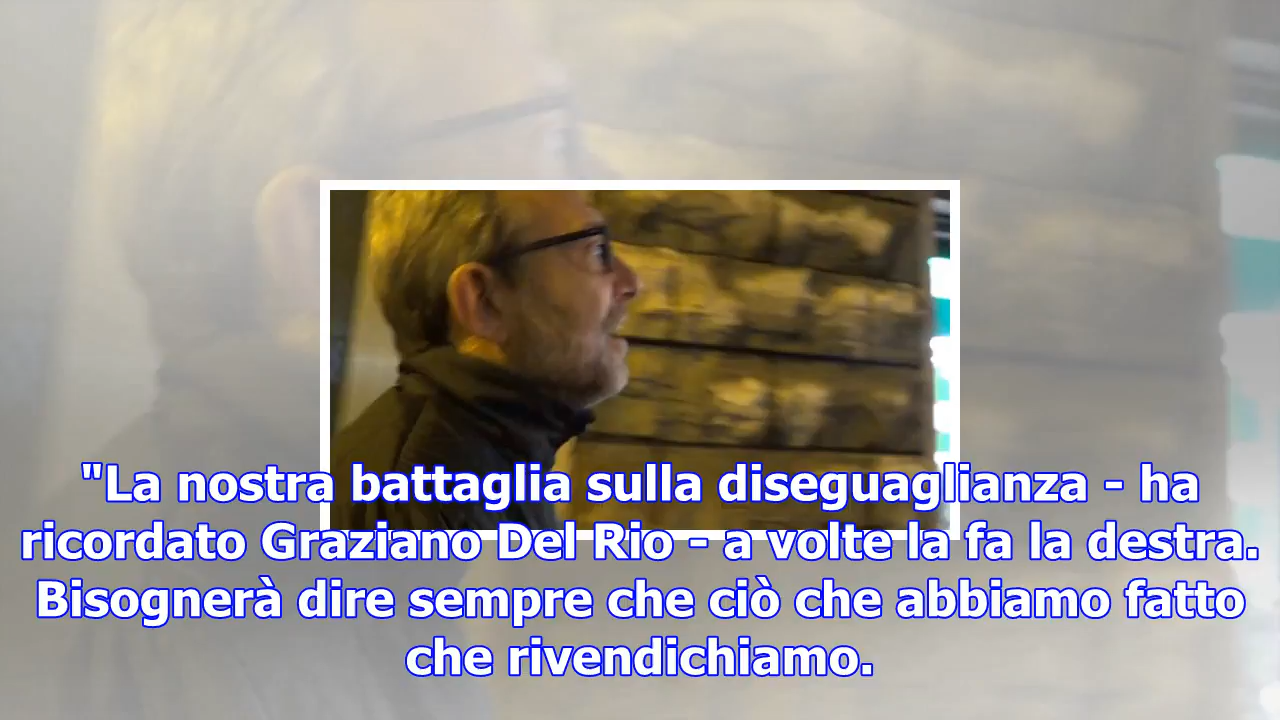 "La nostra battaglia sulla diseguaglianza - ha
ricordato Graziano Del Rio - a volte la fa la destra.
Bisognerà dire sempre che ciò che abbiamo fatto
che rivendichiamo.